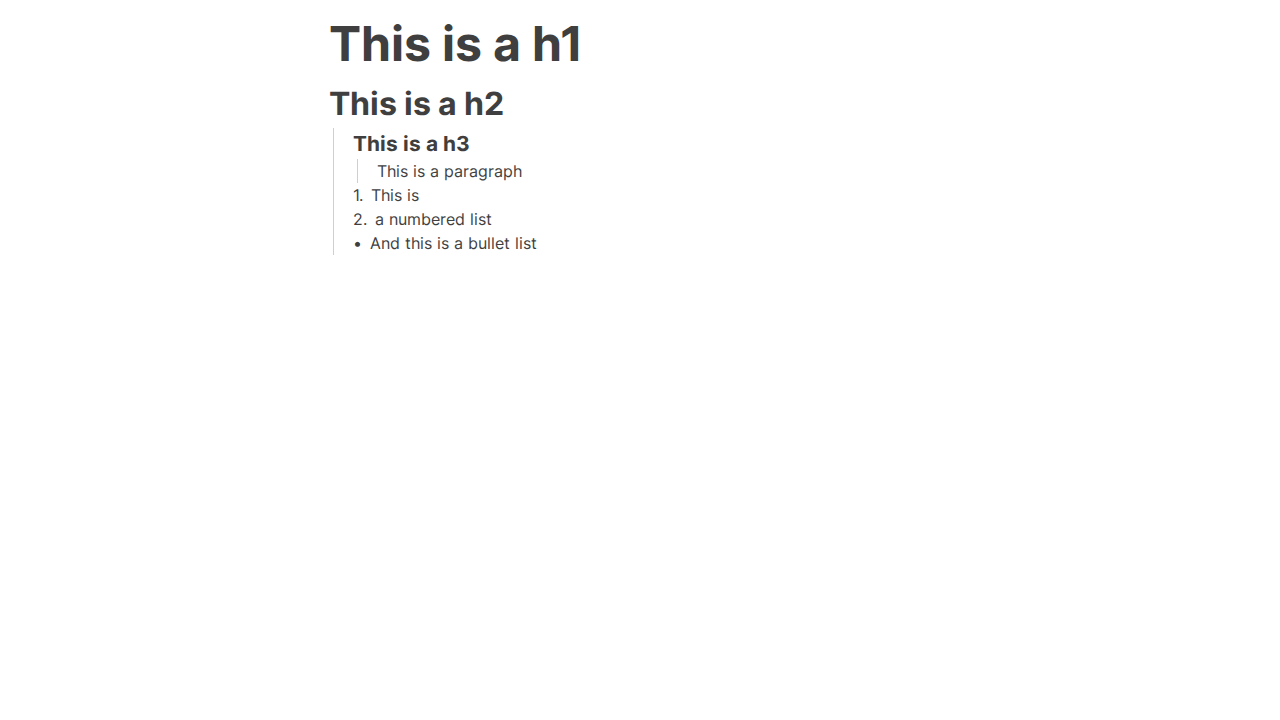 This is a h1
This is a h2
This is a h3
This is a paragraph
1. This is
2. a numbered list
• And this is a bullet list